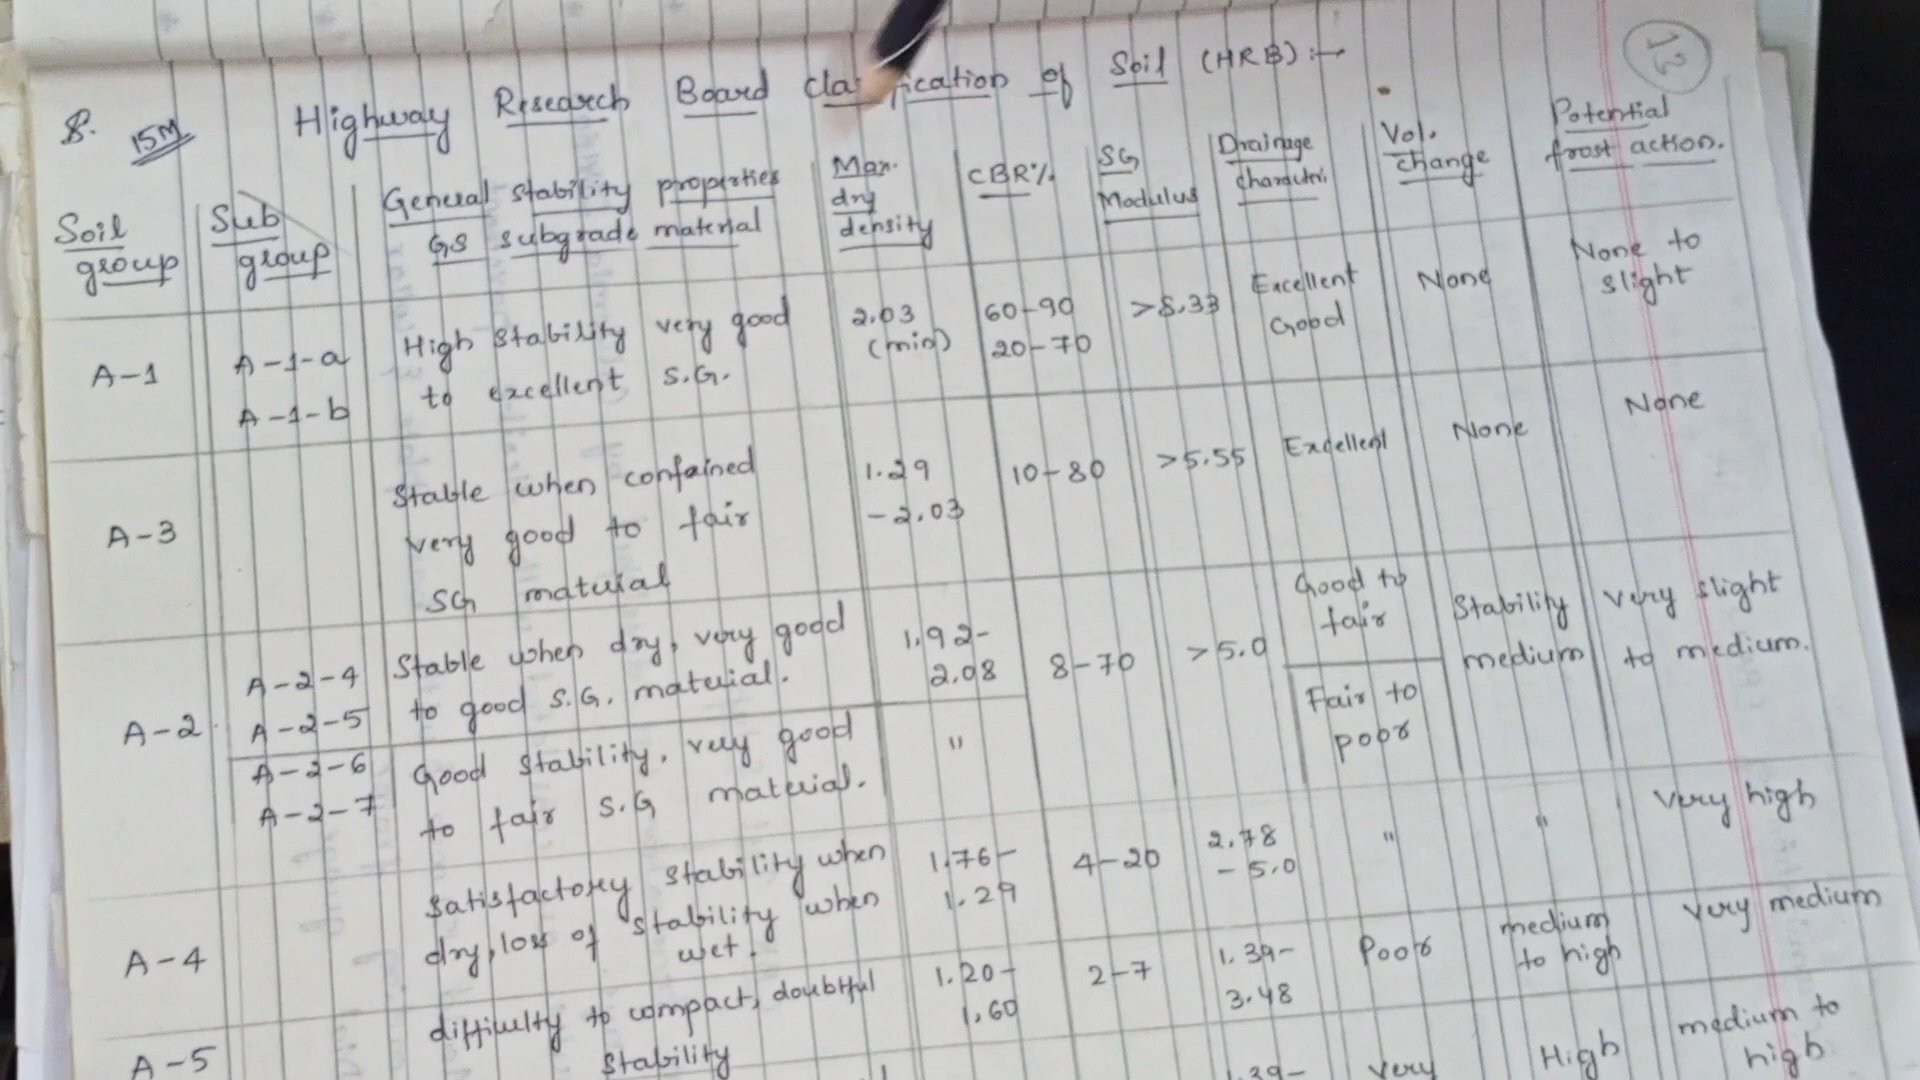 12
8. 15M Highway Research Board Cla ification of Soil (HRB) :-
Soil group
Sub group
General stability properties GS subgrade material
Max. dry density
CBR%
SG Modulus
Drainage charactri.
Vol. change
Potential frost action.
A-1
A-1-a
A-1-b
High stability very good
to excellent S.G.
2.03
(min)
60-90
20-70
>8.33
Excellent
Good
None
None to
slight
A-3
Stable when confained
very good to fair
SG material
1.29
-2.03
10-80
>5.55
Excellent
None
None
A-2
A-2-4
A-2-5
A-2-6
A-2-7
Stable when dry, very good
to good S.G. material.
Good stability, very good
to fair S.G material.
1.92-
2.08
"
8-70
>5.0
Good to
fair
Fair to
poor
Stability
medium
very slight
to medium.
A-4
Satisfactory stability when
dry, loss of stability when
wet.
1.76-
1.29
4-20
2.78
-5.0
"
"
very high
A-5
difficulty to compact, doubtful
stability
1.20-
1.60
2-7
1.39-
3.48
Poor
medium
to high
very medium
very
High
medium to
high